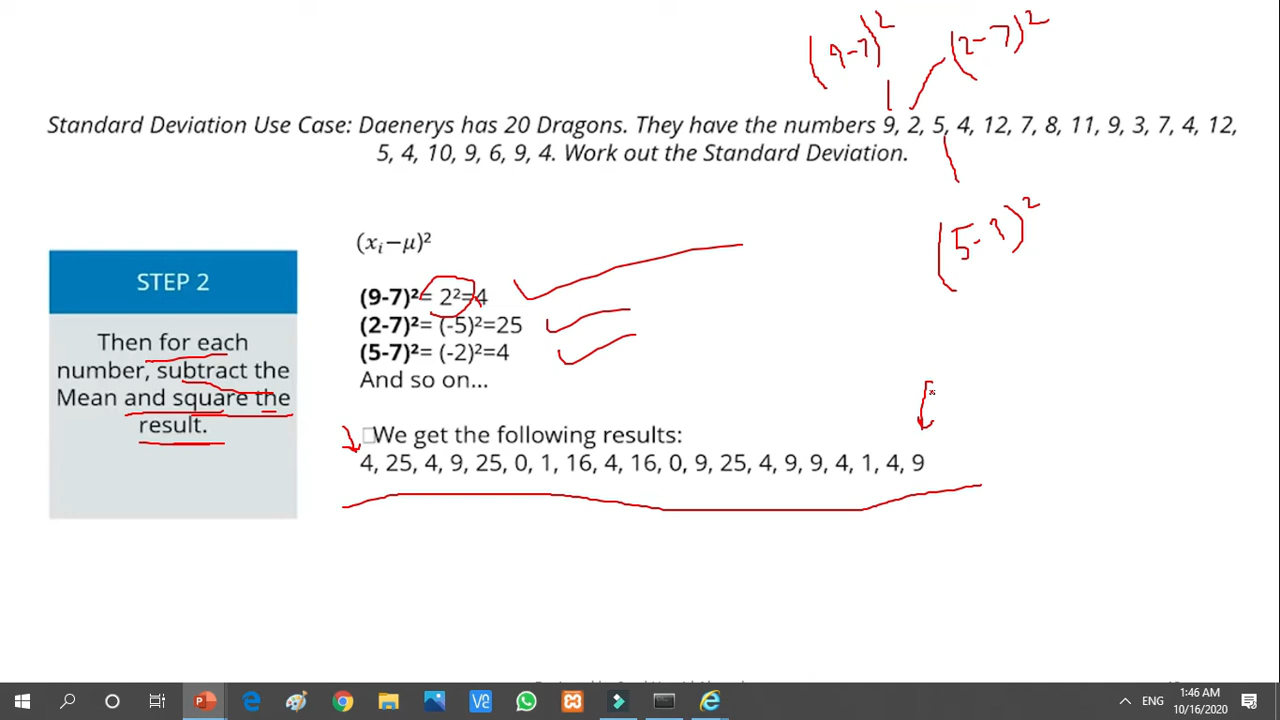 (9-7)²
(2-7)²
Standard Deviation Use Case: Daenerys has 20 Dragons. They have the numbers 9, 2, 5, 4, 12, 7, 8, 11, 9, 3, 7, 4, 12,
5, 4, 10, 9, 6, 9, 4. Work out the Standard Deviation.
(xᵢ−μ)²
STEP 2
Then for each
number, subtract the
Mean and square the
result.
(9-7)²= 2²=4
(2-7)²= (-5)²=25
(5-7)²= (-2)²=4
And so on...
□We get the following results:
4, 25, 4, 9, 25, 0, 1, 16, 4, 16, 0, 9, 25, 4, 9, 9, 4, 1, 4, 9
ENG
1:46 AM
10/16/2020